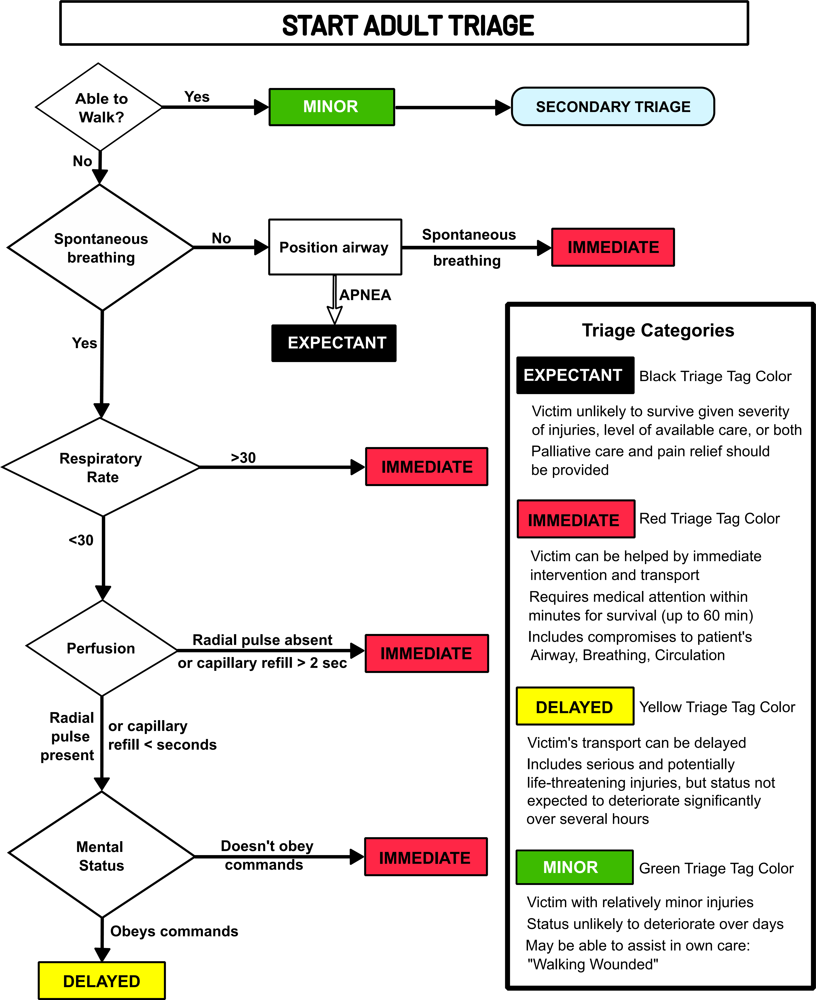 START ADULT TRIAGE
Able to
Walk?
Yes
MINOR
SECONDARY TRIAGE
No
Spontaneous
breathing
No
Position airway
Spontaneous
breathing
IMMEDIATE
APNEA
EXPECTANT
Yes
Respiratory
Rate
>30
IMMEDIATE
<30
Perfusion
Radial pulse absent
or capillary refill > 2 sec
IMMEDIATE
Radial
pulse
present
or capillary
refill < seconds
Mental
Status
Doesn't obey
commands
IMMEDIATE
Obeys commands
DELAYED
Triage Categories
EXPECTANT Black Triage Tag Color
Victim unlikely to survive given severity
of injuries, level of available care, or both
Palliative care and pain relief should
be provided
IMMEDIATE Red Triage Tag Color
Victim can be helped by immediate
intervention and transport
Requires medical attention within
minutes for survival (up to 60 min)
Includes compromises to patient's
Airway, Breathing, Circulation
DELAYED Yellow Triage Tag Color
Victim's transport can be delayed
Includes serious and potentially
life-threatening injuries, but status not
expected to deteriorate significantly
over several hours
MINOR Green Triage Tag Color
Victim with relatively minor injuries
Status unlikely to deteriorate over days
May be able to assist in own care:
"Walking Wounded"